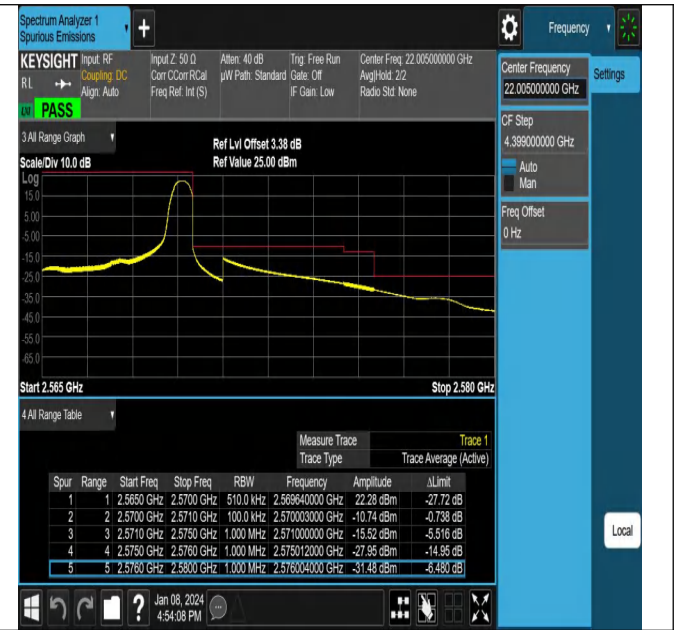 Spectrum Analyzer 1
Spurious Emissions
Frequency
KEYSIGHT
RL
PASS
Input: RF
Coupling: DC
Align: Auto
Input Z: 50 Ω
Corr CCorr RCal
Freq Ref: Int (S)
Atten: 40 dB
µW Path: Standard
Trig: Free Run
Gate: Off
IF Gain: Low
Center Freq: 22.005000000 GHz
Avg|Hold: 2/2
Radio Std: None
Center Frequency
22.005000000 GHz
Settings
CF Step
4.399000000 GHz
Auto
Man
Freq Offset
0 Hz
Local
3 All Range Graph
Scale/Div 10.0 dB
Ref Lvl Offset 3.38 dB
Ref Value 25.00 dBm
Log
15.0
5.00
-5.00
-15.0
-25.0
-35.0
-45.0
-55.0
-65.0
Start 2.565 GHz Stop 2.580 GHz
4 All Range Table
Measure Trace Trace 1
Trace Type Trace Average (Active)
Spur Range Start Freq Stop Freq RBW Frequency Amplitude ΔLimit
1 1 2.5650 GHz 2.5700 GHz 510.0 kHz 2.569640000 GHz 22.28 dBm -27.72 dB
2 2 2.5700 GHz 2.5710 GHz 100.0 kHz 2.570003000 GHz -10.74 dBm -0.738 dB
3 3 2.5710 GHz 2.5750 GHz 1.000 MHz 2.571000000 GHz -15.52 dBm -5.516 dB
4 4 2.5750 GHz 2.5760 GHz 1.000 MHz 2.575012000 GHz -27.95 dBm -14.95 dB
5 5 2.5760 GHz 2.5800 GHz 1.000 MHz 2.576004000 GHz -31.48 dBm -6.480 dB
Jan 08, 2024
4:54:08 PM